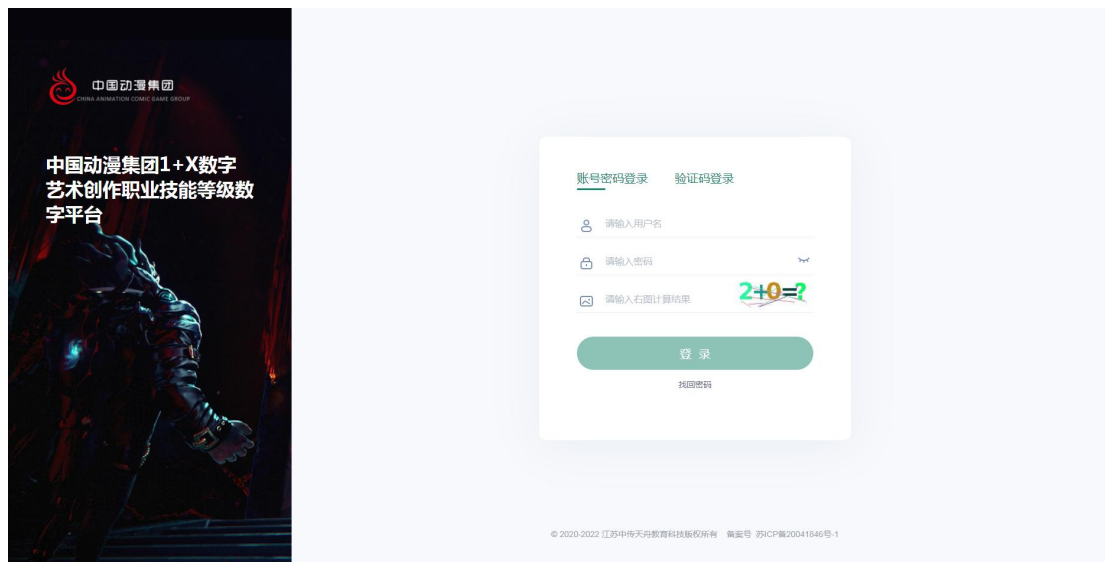 中国动漫集团
CHINA ANIMATION COMIC GAME GROUP
中国动漫集团1+X数字
艺术创作职业技能等级数
字平台
账号密码登录 验证码登录
请输入用户名
请输入密码
请输入右图计算结果 2+0=?
登 录
找回密码
© 2020-2022 江苏中传天舟教育科技版权所有 备案号 苏ICP备20041846号-1